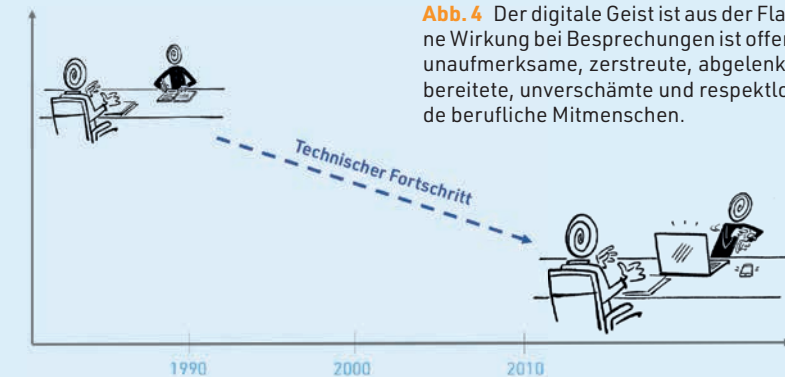 Abb. 4 Der digitale Geist ist aus der Fla
ne Wirkung bei Besprechungen ist offen
unaufmerksame, zerstreute, abgelenk
bereitete, unverschämte und respektlo
de berufliche Mitmenschen.
Technischer Fortschritt
1990 2000 2010